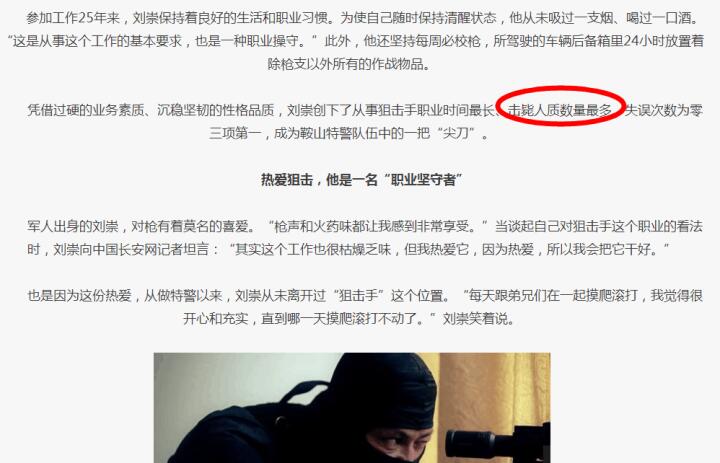 参加工作25年来，刘崇保持着良好的生活和职业习惯。为使自己随时保持清醒状态，他从未吸过一支烟、喝过一口酒。
“这是从事这个工作的基本要求，也是一种职业操守。”此外，他还坚持每周必校枪，所驾驶的车辆后备箱里24小时放置着
除枪支以外所有的作战物品。
凭借过硬的业务素质、沉稳坚韧的性格品质，刘崇创下了从事狙击手职业时间最长、击毙人质数量最多、失误次数为零
三项第一，成为鞍山特警队伍中的一把“尖刀”。
热爱狙击，他是一名“职业坚守者”
军人出身的刘崇，对枪有着莫名的喜爱。“枪声和火药味都让我感到非常享受。”当谈起自己对狙击手这个职业的看法
时，刘崇向中国长安网记者坦言：“其实这个工作也很枯燥乏味，但我热爱它，因为热爱，所以我会把它干好。”
也是因为这份热爱，从做特警以来，刘崇从未离开过“狙击手”这个位置。“每天跟弟兄们在一起摸爬滚打，我觉得很
开心和充实，直到哪一天摸爬滚打不动了。”刘崇笑着说。